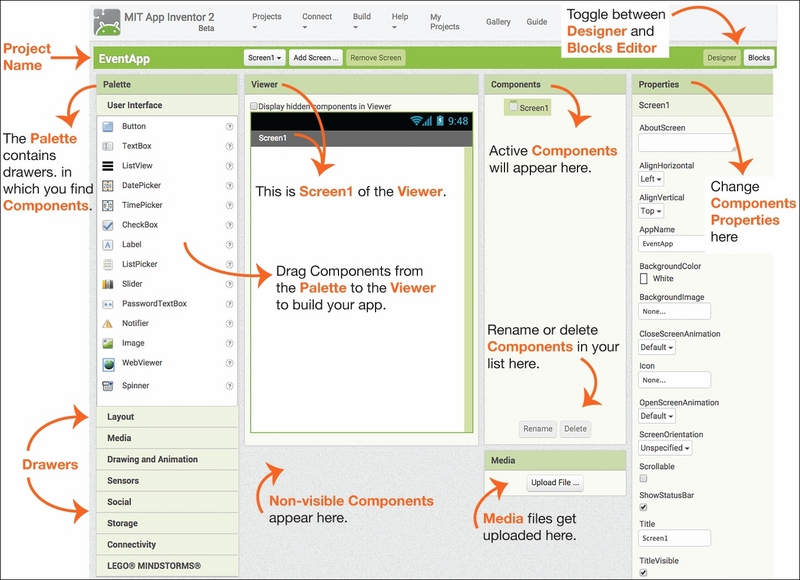 MIT App Inventor 2
Beta
Projects
Connect
Build
Help
My
Projects
Gallery
Guide
Toggle between
Designer and
Blocks Editor
Project
Name
EventApp
Screen1
Add Screen ...
Remove Screen
Designer
Blocks
Palette
User Interface
Button
TextBox
ListView
DatePicker
TimePicker
CheckBox
Label
ListPicker
Slider
PasswordTextBox
Notifier
Image
WebViewer
Spinner
Layout
Media
Drawing and Animation
Sensors
Social
Storage
Connectivity
LEGO® MINDSTORMS®
The Palette
contains
drawers. in
which you find
Components.
Drawers
Viewer
Display hidden components in Viewer
9:48
Screen1
This is Screen1 of the Viewer.
Drag Components from
the Palette to the Viewer
to build your app.
Non-visible Components
appear here.
Components
Screen1
Active Components
will appear here.
Rename or delete
Components in your
list here.
Rename
Delete
Media
Upload File ...
Media files get
uploaded here.
Properties
Screen1
AboutScreen
AlignHorizontal
Left
AlignVertical
Top
AppName
EventApp
BackgroundColor
White
BackgroundImage
None...
CloseScreenAnimation
Default
Icon
None...
OpenScreenAnimation
Default
ScreenOrientation
Unspecified
Scrollable
ShowStatusBar
Title
Screen1
TitleVisible
Change
Components
Properties
here